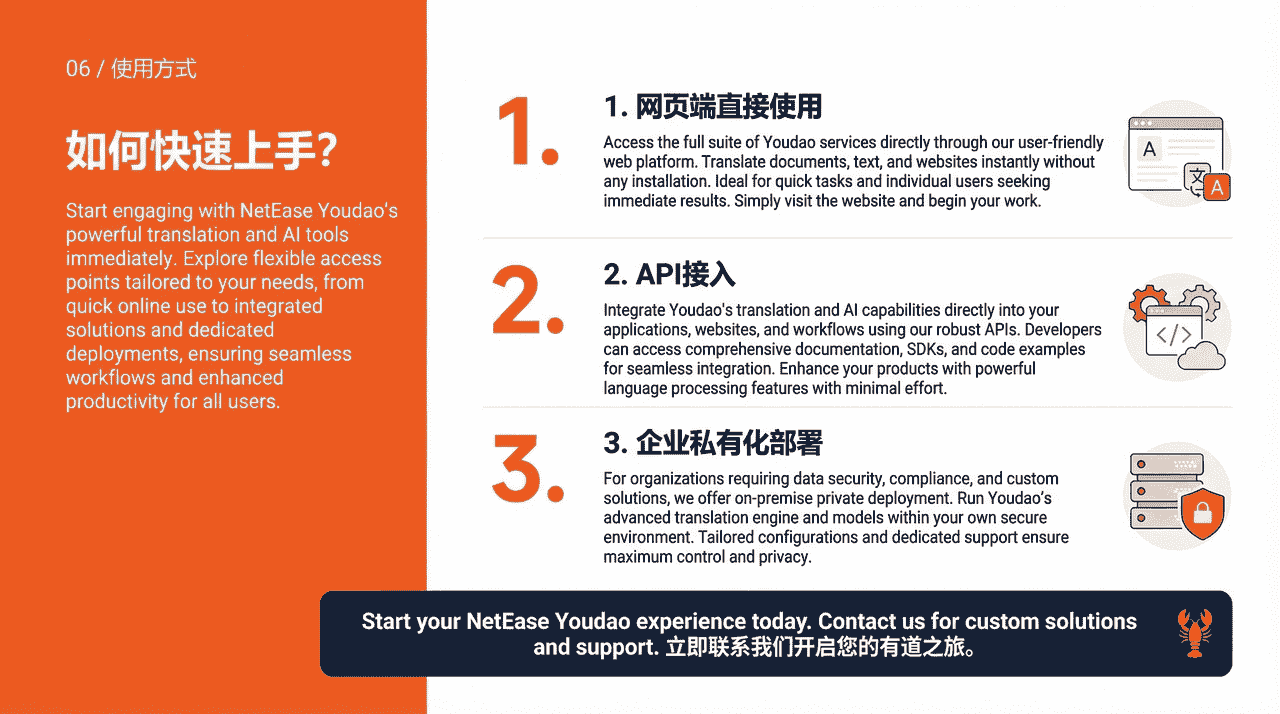 06 / 使用方式
如何快速上手?
Start engaging with NetEase Youdao's
powerful translation and AI tools
immediately. Explore flexible access
points tailored to your needs, from
quick online use to integrated
solutions and dedicated
deployments, ensuring seamless
workflows and enhanced
productivity for all users.
1.
1. 网页端直接使用
Access the full suite of Youdao services directly through our user-friendly
web platform. Translate documents, text, and websites instantly without
any installation. Ideal for quick tasks and individual users seeking
immediate results. Simply visit the website and begin your work.
A
文
A
2.
2. API接入
Integrate Youdao's translation and AI capabilities directly into your
applications, websites, and workflows using our robust APIs. Developers
can access comprehensive documentation, SDKs, and code examples
for seamless integration. Enhance your products with powerful
language processing features with minimal effort.
</>
3.
3. 企业私有化部署
For organizations requiring data security, compliance, and custom
solutions, we offer on-premise private deployment. Run Youdao's
advanced translation engine and models within your own secure
environment. Tailored configurations and dedicated support ensure
maximum control and privacy.
Start your NetEase Youdao experience today. Contact us for custom solutions
and support. 立即联系我们开启您的有道之旅。